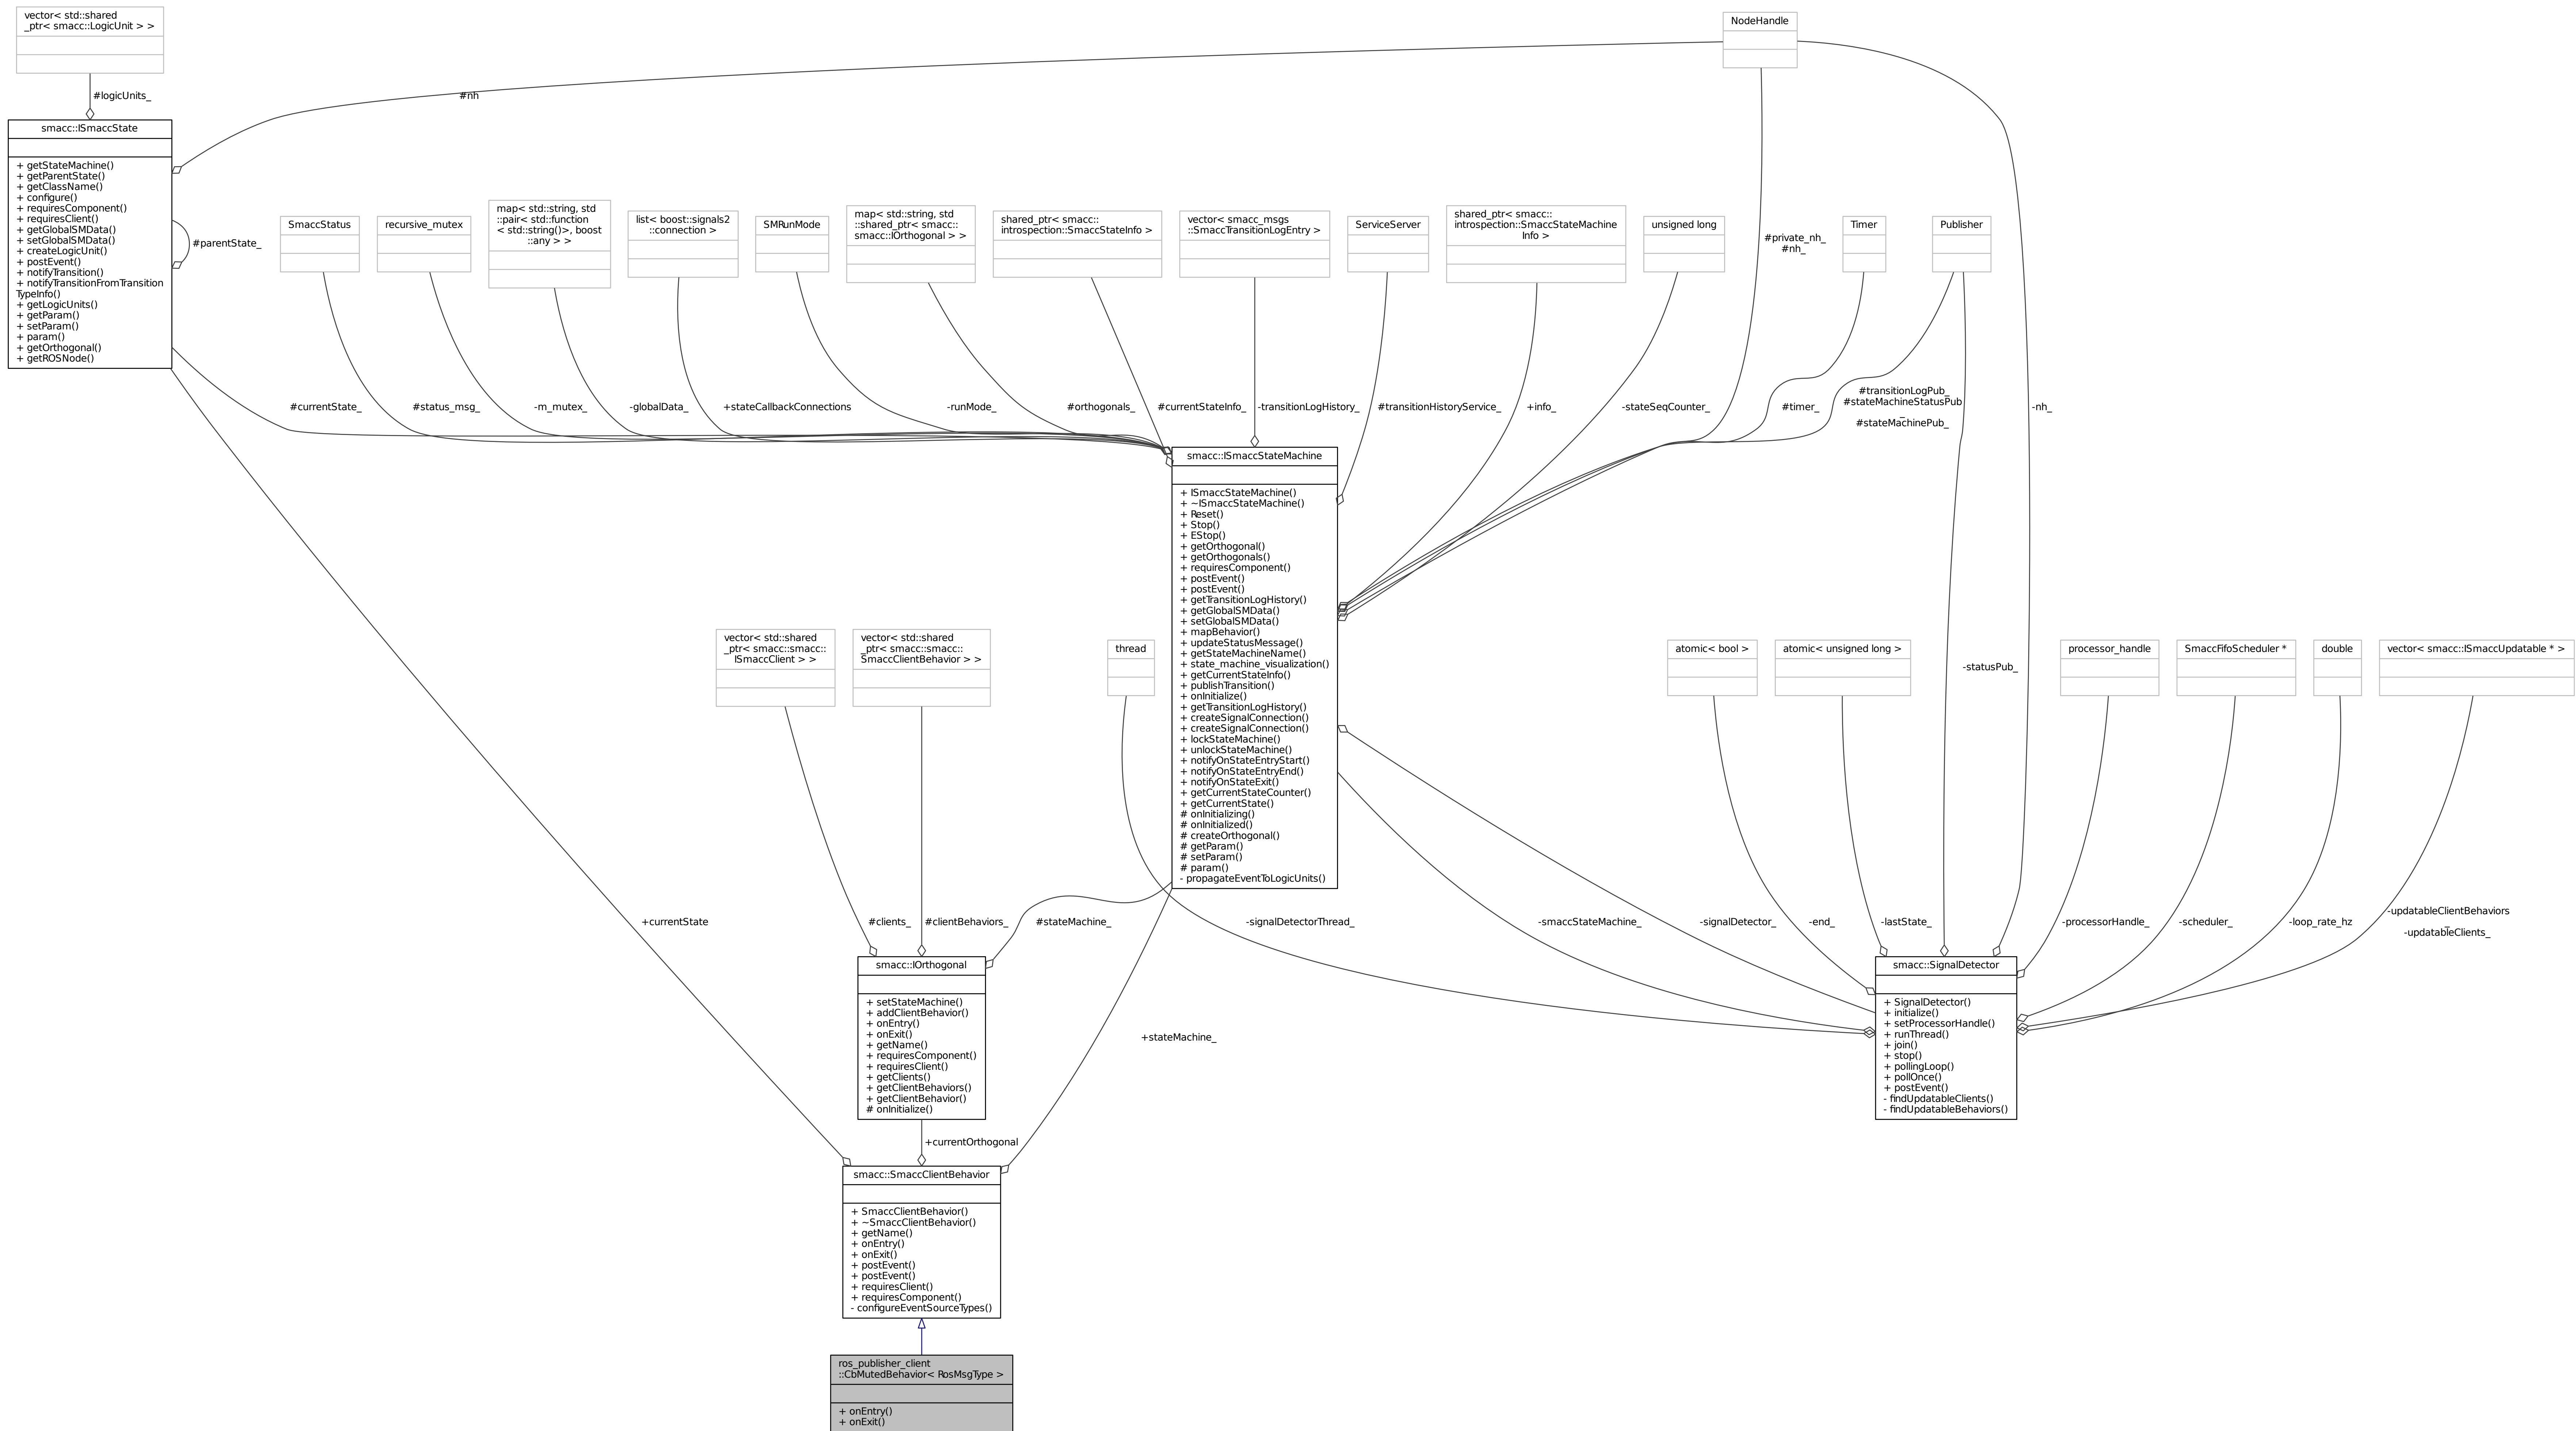 vector< std::shared
_ptr< smacc::LogicUnit > >
NodeHandle
#logicUnits_
#nh
smacc::ISmaccState
+ getStateMachine()
+ getParentState()
+ getClassName()
+ configure()
+ requiresComponent()
+ requiresClient()
+ getGlobalSMData()
+ setGlobalSMData()
+ createLogicUnit()
+ postEvent()
+ notifyTransition()
+ notifyTransitionFromTransition
TypeInfo()
+ getLogicUnits()
+ getParam()
+ setParam()
+ param()
+ getOrthogonal()
+ getROSNode()
#parentState_
SmaccStatus
recursive_mutex
map< std::string, std
::pair< std::function
< std::string()>, boost
::any > >
list< boost::signals2
::connection >
SMRunMode
map< std::string, std
::shared_ptr< smacc::
smacc::IOrthogonal > >
shared_ptr< smacc::
introspection::SmaccStateInfo >
vector< smacc_msgs
::SmaccTransitionLogEntry >
ServiceServer
shared_ptr< smacc::
introspection::SmaccStateMachine
Info >
unsigned long
#private_nh_
#nh_
Timer
Publisher
#currentState_
#status_msg_
-m_mutex_
-globalData_
+stateCallbackConnections
-runMode_
#orthogonals_
#currentStateInfo_
-transitionLogHistory_
#transitionHistoryService_
+info_
-stateSeqCounter_
#timer_
#transitionLogPub_
#stateMachineStatusPub
_
#stateMachinePub_
-nh_
smacc::ISmaccStateMachine
+ ISmaccStateMachine()
+ ~ISmaccStateMachine()
+ Reset()
+ Stop()
+ EStop()
+ getOrthogonal()
+ getOrthogonals()
+ requiresComponent()
+ postEvent()
+ postEvent()
+ getTransitionLogHistory()
+ getGlobalSMData()
+ setGlobalSMData()
+ mapBehavior()
+ updateStatusMessage()
+ getStateMachineName()
+ state_machine_visualization()
+ getCurrentStateInfo()
+ publishTransition()
+ onInitialize()
+ getTransitionLogHistory()
+ createSignalConnection()
+ createSignalConnection()
+ lockStateMachine()
+ unlockStateMachine()
+ notifyOnStateEntryStart()
+ notifyOnStateEntryEnd()
+ notifyOnStateExit()
+ getCurrentStateCounter()
+ getCurrentState()
# onInitializing()
# onInitialized()
# createOrthogonal()
# getParam()
# setParam()
# param()
- propagateEventToLogicUnits()
vector< std::shared
_ptr< smacc::smacc::
ISmaccClient > >
vector< std::shared
_ptr< smacc::smacc::
SmaccClientBehavior > >
thread
atomic< bool >
atomic< unsigned long >
-statusPub_
processor_handle
SmaccFifoScheduler *
double
vector< smacc::ISmaccUpdatable * >
+currentState
#clients_
#clientBehaviors_
#stateMachine_
-signalDetectorThread_
-smaccStateMachine_
-signalDetector_
-end_
-lastState_
-processorHandle_
-scheduler_
-loop_rate_hz
-updatableClientBehaviors
_
-updatableClients_
smacc::IOrthogonal
+ setStateMachine()
+ addClientBehavior()
+ onEntry()
+ onExit()
+ getName()
+ requiresComponent()
+ requiresClient()
+ getClients()
+ getClientBehaviors()
+ getClientBehavior()
# onInitialize()
smacc::SignalDetector
+ SignalDetector()
+ initialize()
+ setProcessorHandle()
+ runThread()
+ join()
+ stop()
+ pollingLoop()
+ pollOnce()
+ postEvent()
- findUpdatableClients()
- findUpdatableBehaviors()
+stateMachine_
+currentOrthogonal
smacc::SmaccClientBehavior
+ SmaccClientBehavior()
+ ~SmaccClientBehavior()
+ getName()
+ onEntry()
+ onExit()
+ postEvent()
+ postEvent()
+ requiresClient()
+ requiresComponent()
- configureEventSourceTypes()
ros_publisher_client
::CbMutedBehavior< RosMsgType >
+ onEntry()
+ onExit()